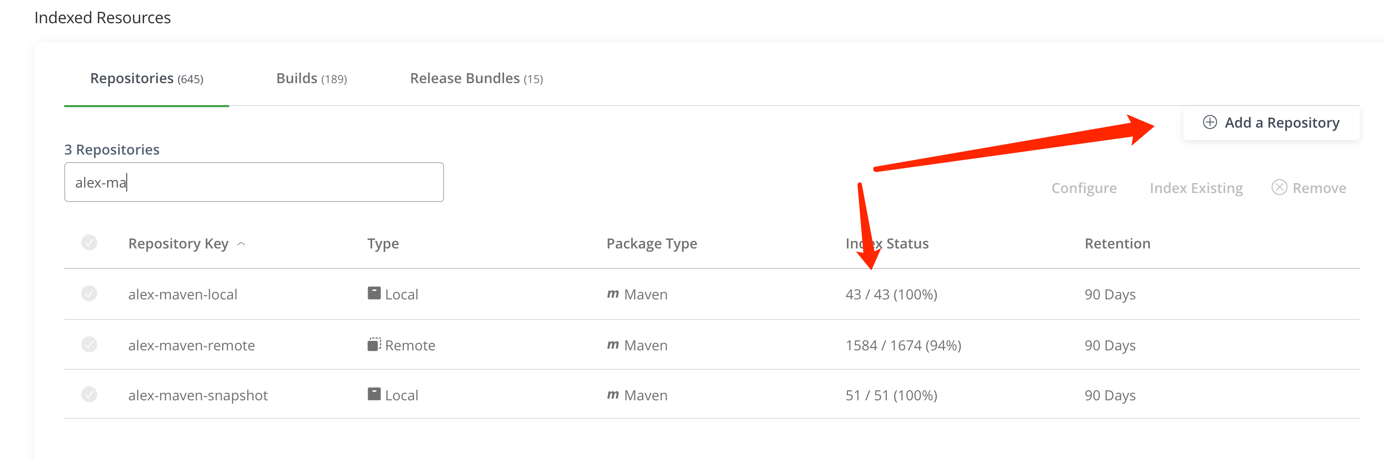 Indexed Resources
Repositories (645) Builds (189) Release Bundles (15)
Add a Repository
3 Repositories
alex-ma
Configure Index Existing Remove
Repository Key Type Package Type Index Status Retention
alex-maven-local Local m Maven 43 / 43 (100%) 90 Days
alex-maven-remote Remote m Maven 1584 / 1674 (94%) 90 Days
alex-maven-snapshot Local m Maven 51 / 51 (100%) 90 Days